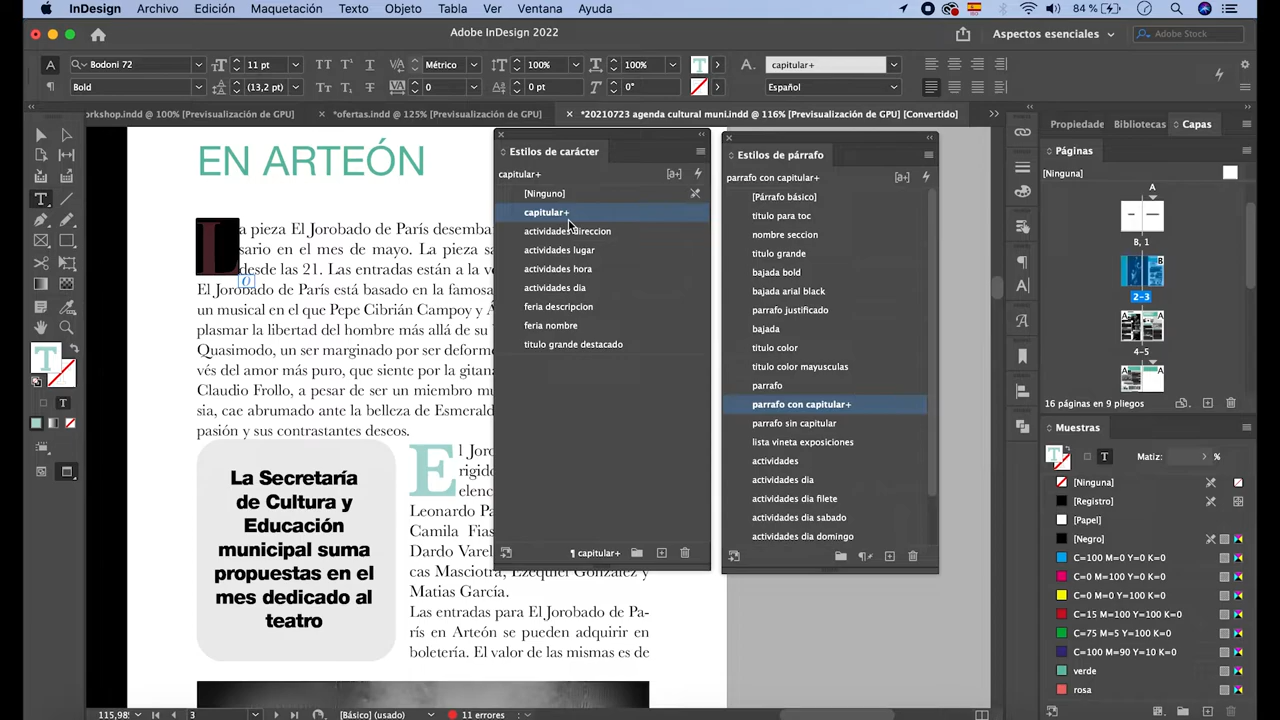 InDesign Archivo Edición Maquetación Texto Objeto Tabla Ver Ventana Ayuda 84 %
Adobe InDesign 2022 Aspectos esenciales Adobe Stock
A Bodoni 72 11 pt Métrico 100% 100% A. capitular+
Bold (13,2 pt) 0 0 pt 0° Español
orkshop.indd @ 100% [Previsualización de GPU] *ofertas.indd @ 125% [Previsualización de GPU] × *20210723 agenda cultural muni.indd @ 116% [Previsualización de GPU] [Convertido]
EN ARTEÓN
La pieza El Jorobado de París desembar
sario en el mes de mayo. La pieza sa
desde las 21. Las entradas están a la ve
El Jorobado de París está basado en la famosa
un musical en el que Pepe Cibrián Campoy y Á
plasmar la libertad del hombre más allá de su
Quasimodo, un ser marginado por ser deforme
vés del amor más puro, que siente por la gitana
Claudio Frollo, a pesar de ser un miembro mu
sia, cae abrumado ante la belleza de Esmerald
pasión y sus contrastantes deseos.
La Secretaría
de Cultura y
Educación
municipal suma
propuestas en el
mes dedicado al
teatro
El Joro
rigido
elenco
Leonardo Pa
Camila Fias
Dardo Varel
cas Masciotra, Ezequiel González y
Matias García.
Las entradas para El Jorobado de Pa-
rís en Arteón se pueden adquirir en
boletería. El valor de las mismas es de
Estilos de carácter
capitular+
[Ninguno]
capitular+
actividades direccion
actividades lugar
actividades hora
actividades dia
feria descripcion
feria nombre
titulo grande destacado
¶ capitular+
Estilos de párrafo
parrafo con capitular+
[Párrafo básico]
titulo para toc
nombre seccion
titulo grande
bajada bold
bajada arial black
parrafo justificado
bajada
titulo color
titulo color mayusculas
parrafo
parrafo con capitular+
parrafo sin capitular
lista vineta exposiciones
actividades
actividades dia
actividades dia filete
actividades dia sabado
actividades dia domingo
Propiedade Bibliotecas Capas
Páginas
[Ninguna]
A
B, 1
B
2-3
A A
4-5
A
16 páginas en 9 pliegos
Muestras
T Matiz: %
[Ninguna]
[Registro]
[Papel]
[Negro]
C=100 M=0 Y=0 K=0
C=0 M=100 Y=0 K=0
C=0 M=0 Y=100 K=0
C=15 M=100 Y=100 K=0
C=75 M=5 Y=100 K=0
C=100 M=90 Y=10 K=0
verde
rosa
115,98 3 [Básico] (usado) 11 errores